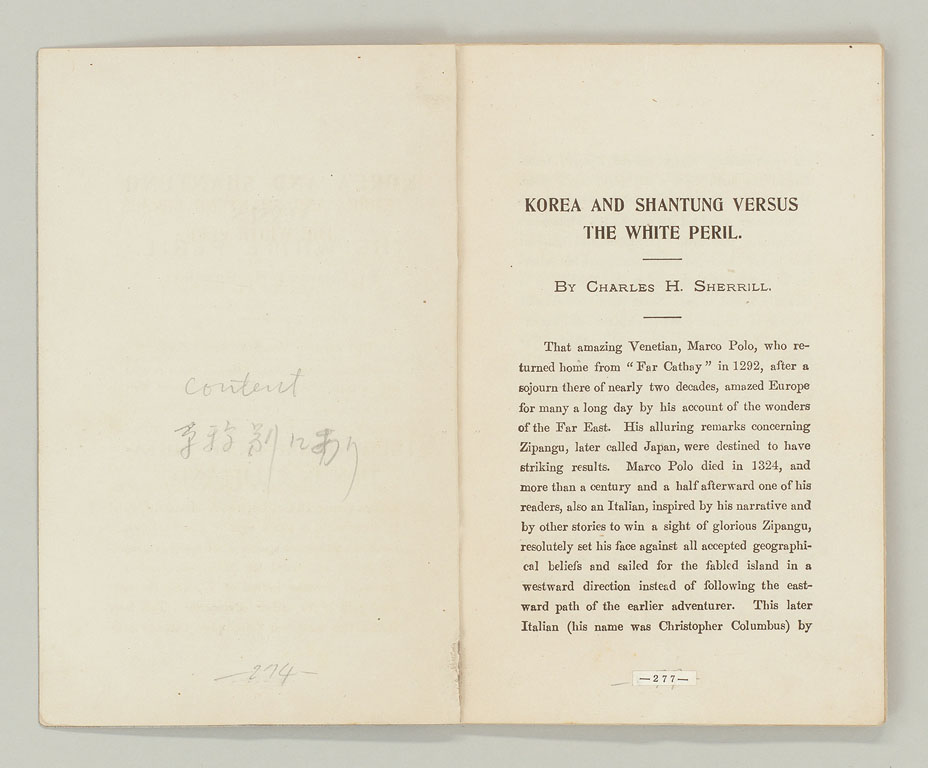 content
草稿別にあり
—274—
KOREA AND SHANTUNG VERSUS
THE WHITE PERIL.
BY CHARLES H. SHERRILL.
That amazing Venetian, Marco Polo, who re-
turned home from “Far Cathay” in 1292, after a
sojourn there of nearly two decades, amazed Europe
for many a long day by his account of the wonders
of the Far East. His alluring remarks concerning
Zipangu, later called Japan, were destined to have
striking results. Marco Polo died in 1324, and
more than a century and a half afterward one of his
readers, also an Italian, inspired by his narrative and
by other stories to win a sight of glorious Zipangu,
resolutely set his face against all accepted geographi-
cal beliefs and sailed for the fabled island in a
westward direction instead of following the east-
ward path of the earlier adventurer. This later
Italian (his name was Christopher Columbus) by
—277—